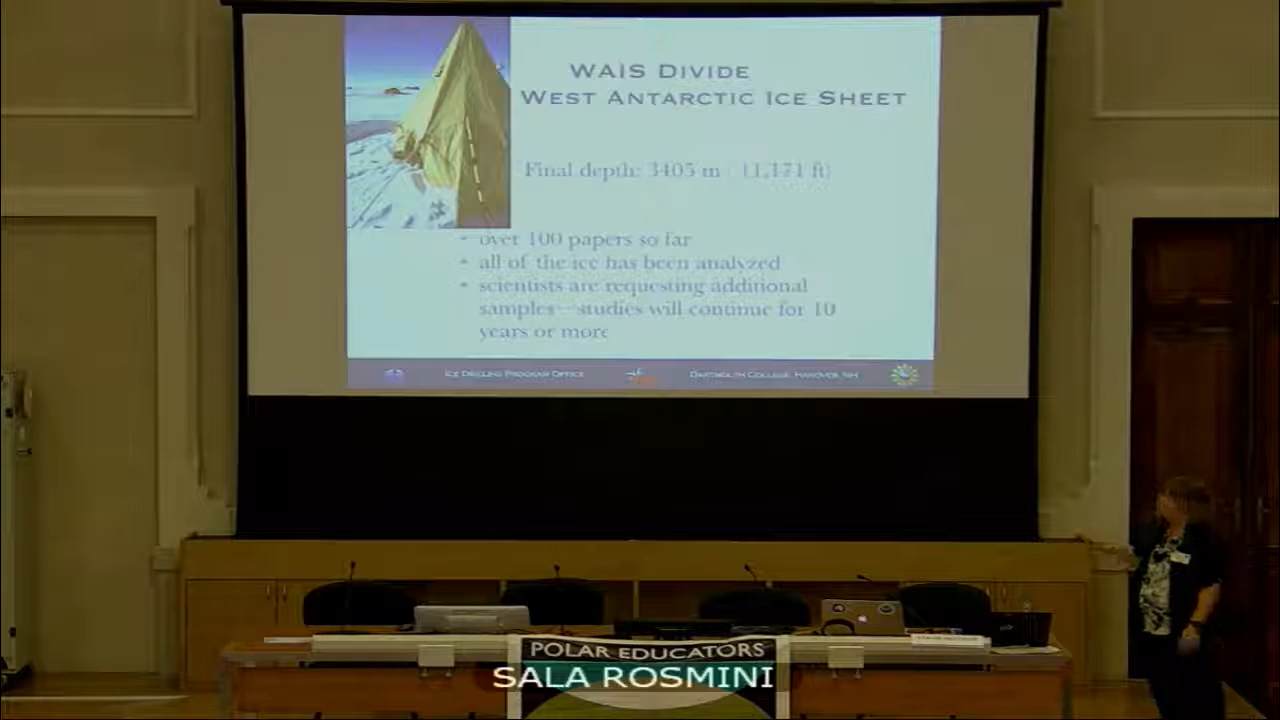 WAIS DIVIDE
WEST ANTARCTIC ICE SHEET
Final depth: 3405 m (11,171 ft)
• over 100 papers so far
• all of the ice has been analyzed
• scientists are requesting additional
samples—studies will continue for 10
years or more
ICE DRILLING PROGRAM OFFICE
DARTMOUTH COLLEGE, HANOVER NH
POLAR EDUCATORS
SALA ROSMINI